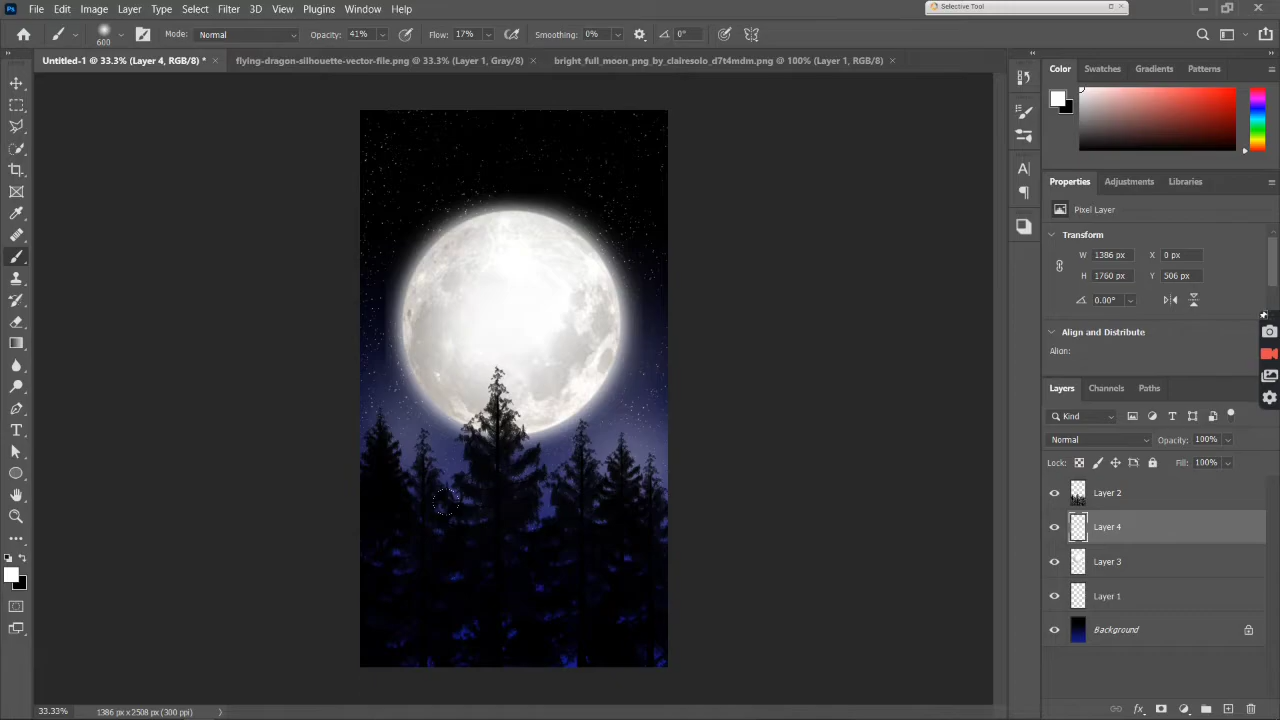 Selective Tool
Ps File Edit Image Layer Type Select Filter 3D View Plugins Window Help
600 Mode: Normal Opacity: 41% Flow: 17% Smoothing: 0% 0°
Untitled-1 @ 33.3% (Layer 4, RGB/8) * × flying-dragon-silhouette-vector-file.png @ 33.3% (Layer 1, Gray/8) × bright_full_moon_png_by_clairesolo_d7t4mdm.png @ 100% (Layer 1, RGB/8) ×
Color Swatches Gradients Patterns
Properties Adjustments Libraries
Pixel Layer
Transform
W 1386 px X 0 px
H 1760 px Y 506 px
0.00°
Align and Distribute
Align:
Layers Channels Paths
Kind
Normal Opacity: 100%
Lock: Fill: 100%
Layer 2
Layer 4
Layer 3
Layer 1
Background
33.33% 1386 px x 2508 px (300 ppi)